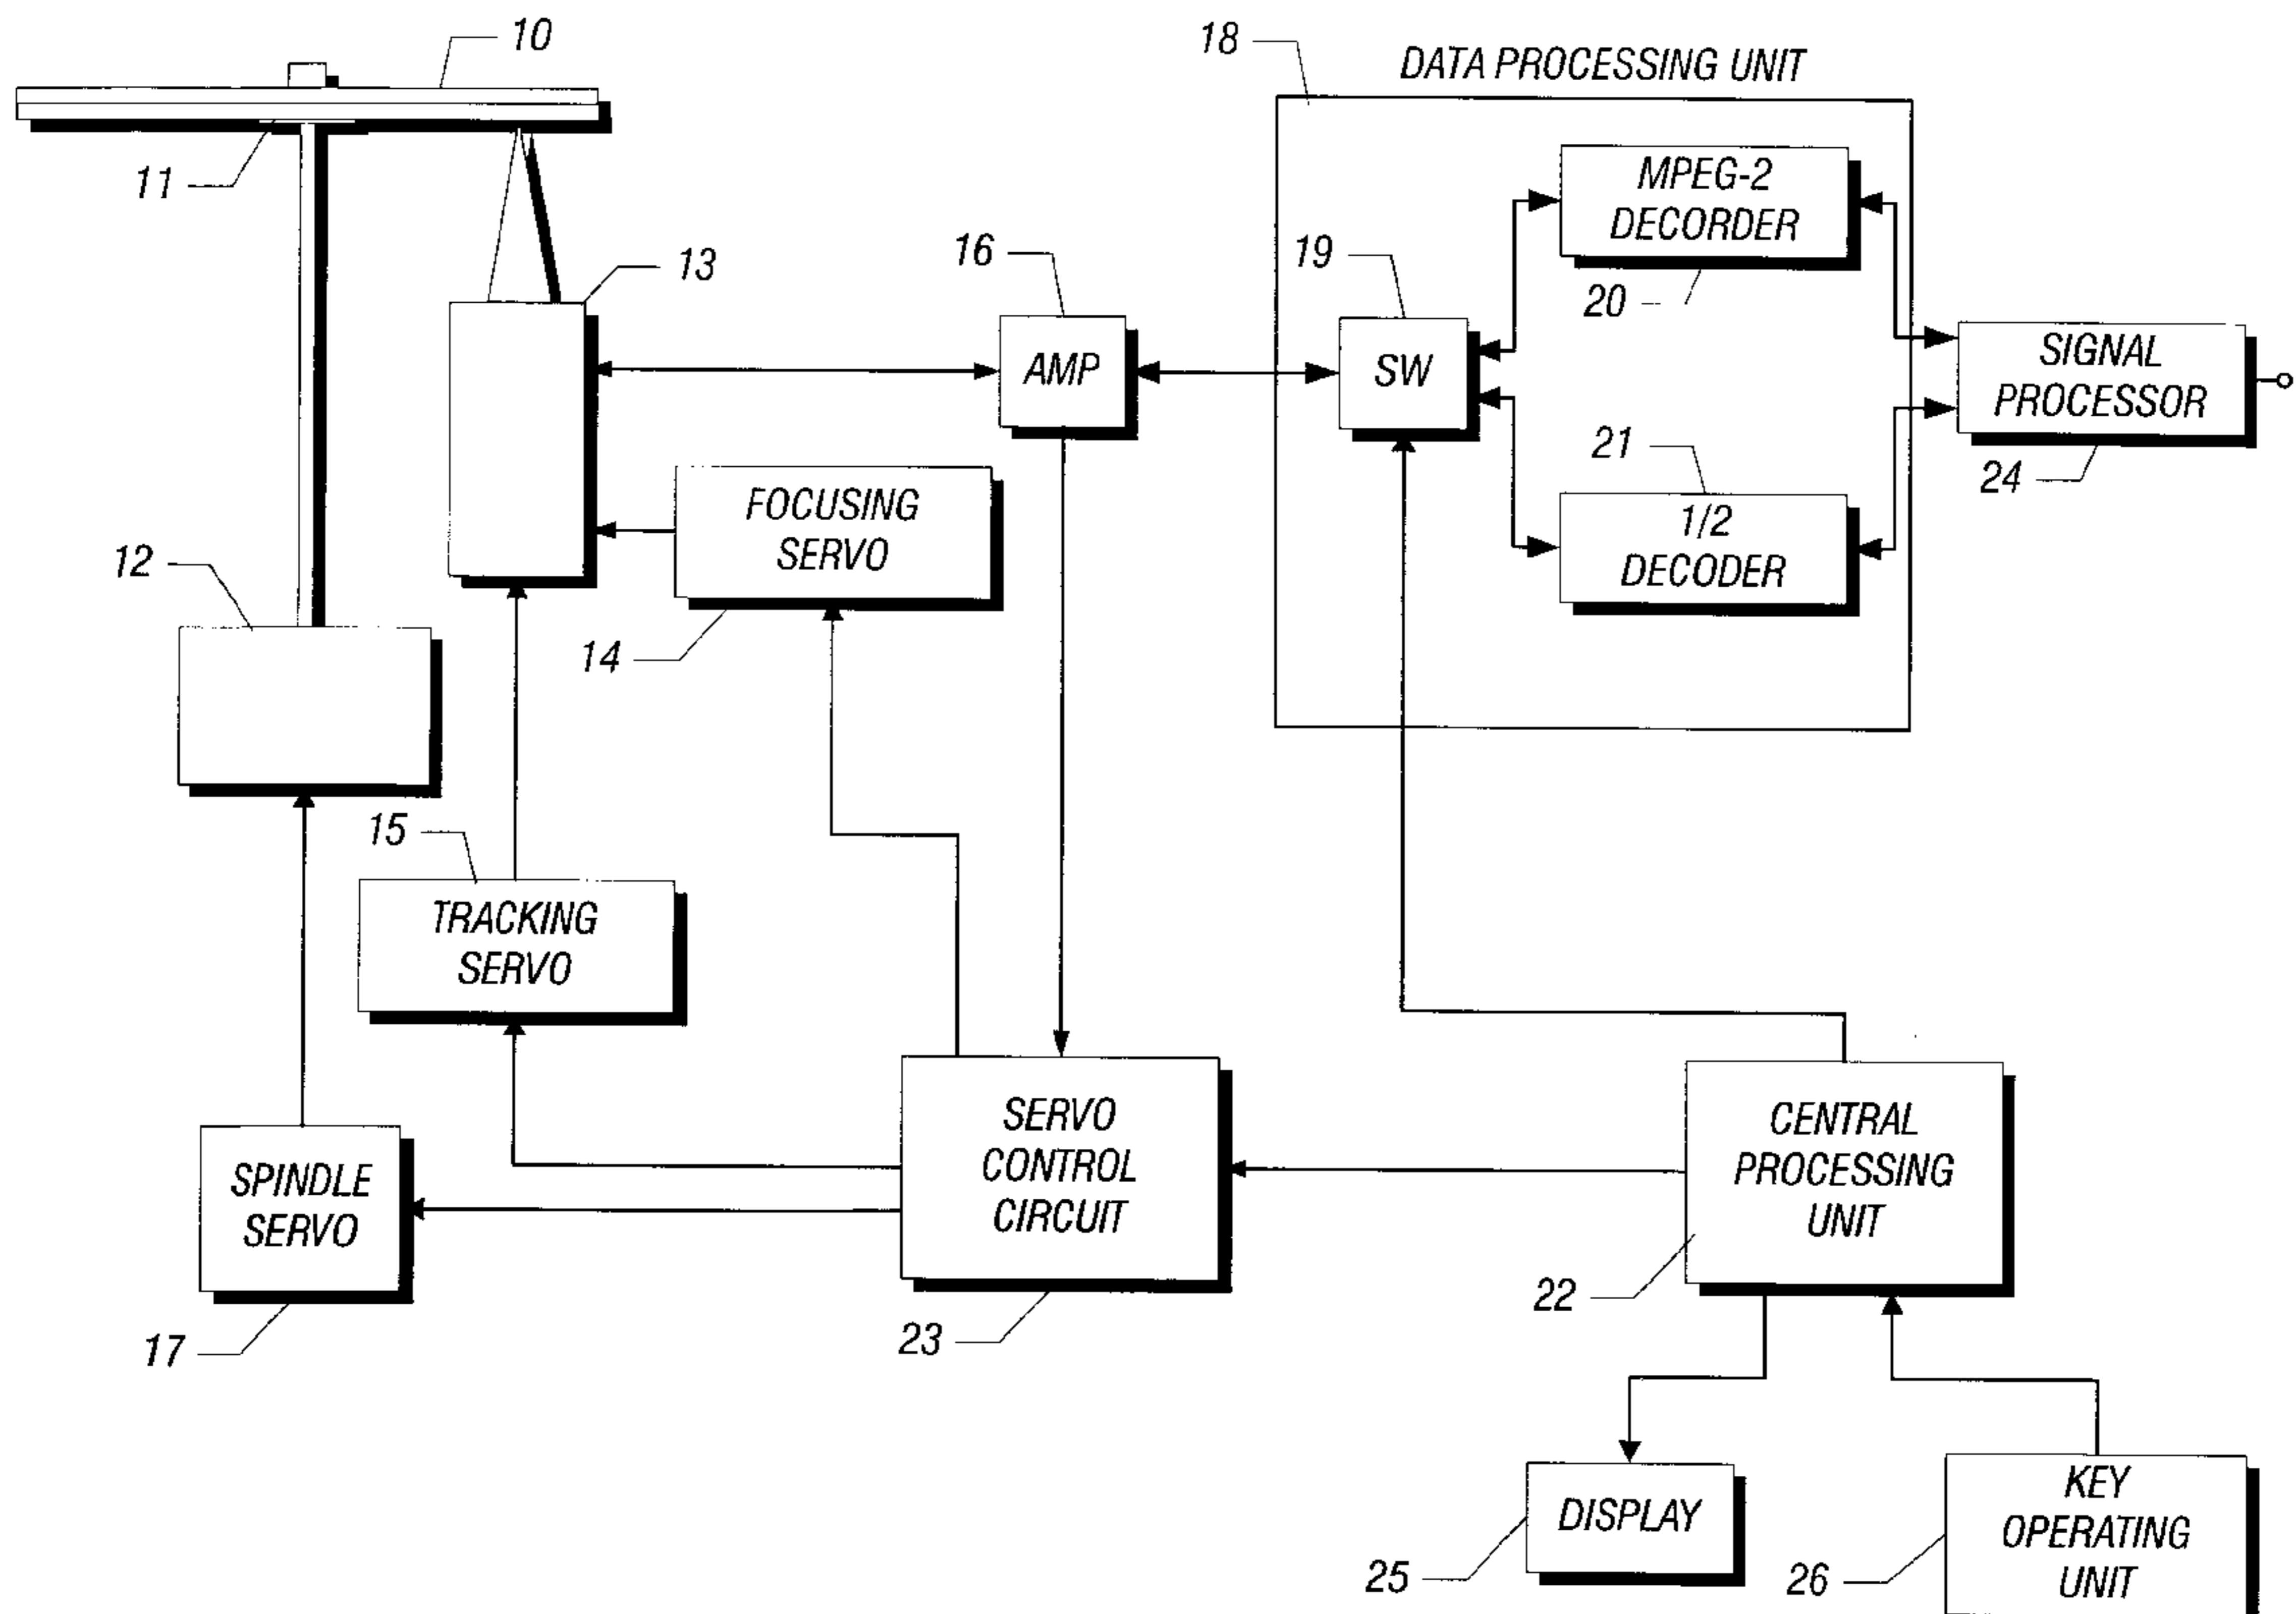 10
18
DATA PROCESSING UNIT
11
MPEG-2
DECORDER
16
19
13
20
AMP
SW
SIGNAL
PROCESSOR
21
24
FOCUSING
SERVO
1/2
DECODER
12
14
15
TRACKING
SERVO
SERVO
CONTROL
CIRCUIT
CENTRAL
PROCESSING
UNIT
SPINDLE
SERVO
22
17
23
DISPLAY
KEY
OPERATING
UNIT
25
26